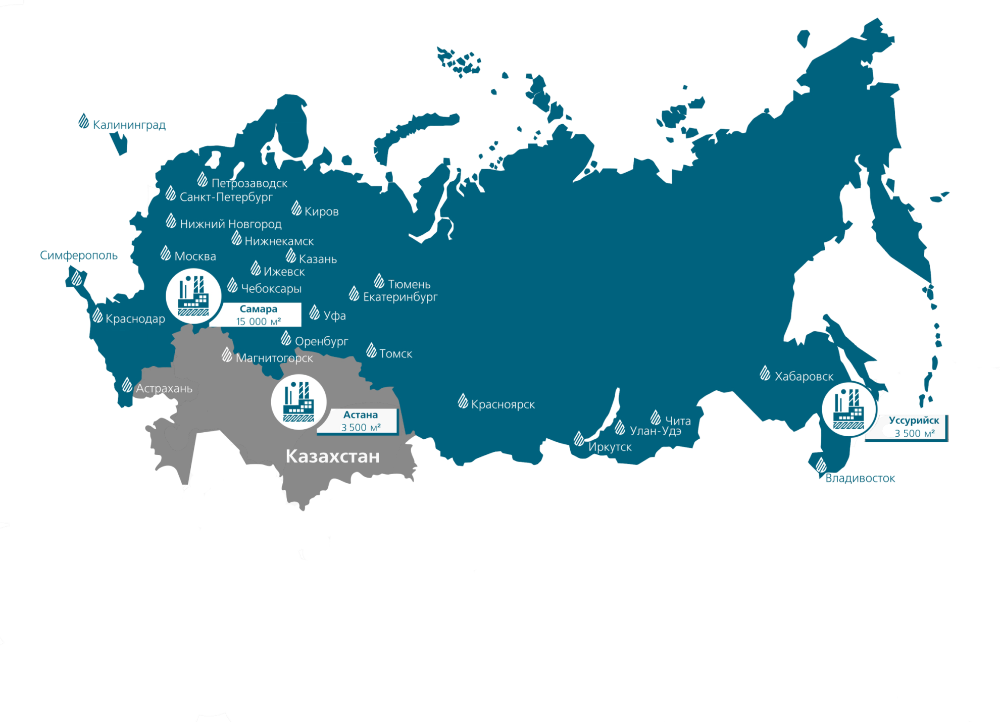 Калининград
Петрозаводск
Санкт-Петербург
Киров
Нижний Новгород
Нижнекамск
Симферополь
Москва
Казань
Ижевск
Тюмень
Чебоксары
Екатеринбург
Самара
15 000 м²
Уфа
Краснодар
Оренбург
Магнитогорск
Томск
Хабаровск
Астрахань
Красноярск
Астана
3 500 м²
Чита
Уссурийск
3 500 м²
Улан-Удэ
Иркутск
Казахстан
Владивосток